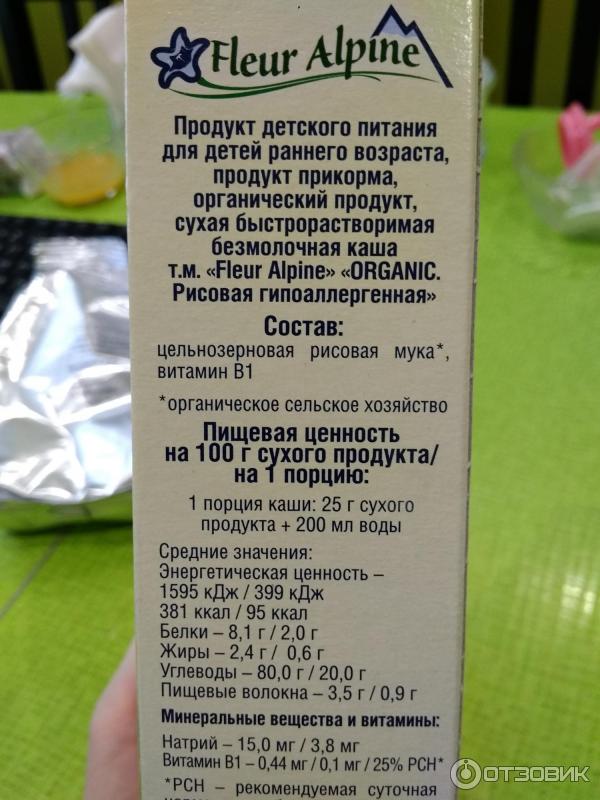 Fleur Alpine
Продукт детского питания
для детей раннего возраста,
продукт прикорма,
органический продукт,
сухая быстрорастворимая
безмолочная каша
т.м. «Fleur Alpine» «ORGANIC.
Рисовая гипоаллергенная»
Состав:
цельнозерновая рисовая мука*,
витамин В1
*органическое сельское хозяйство
Пищевая ценность
на 100 г сухого продукта/
на 1 порцию:
1 порция каши: 25 г сухого
продукта + 200 мл воды
Средние значения:
Энергетическая ценность –
1595 кДж / 399 кДж
381 ккал / 95 ккал
Белки – 8,1 г / 2,0 г
Жиры – 2,4 г / 0,6 г
Углеводы – 80,0 г / 20,0 г
Пищевые волокна – 3,5 г / 0,9 г
Минеральные вещества и витамины:
Натрий – 15,0 мг / 3,8 мг
Витамин В1 – 0,44 мг / 0,1 мг / 25% РСН*
*РСН – рекомендуемая суточная
ОТЗОВИК